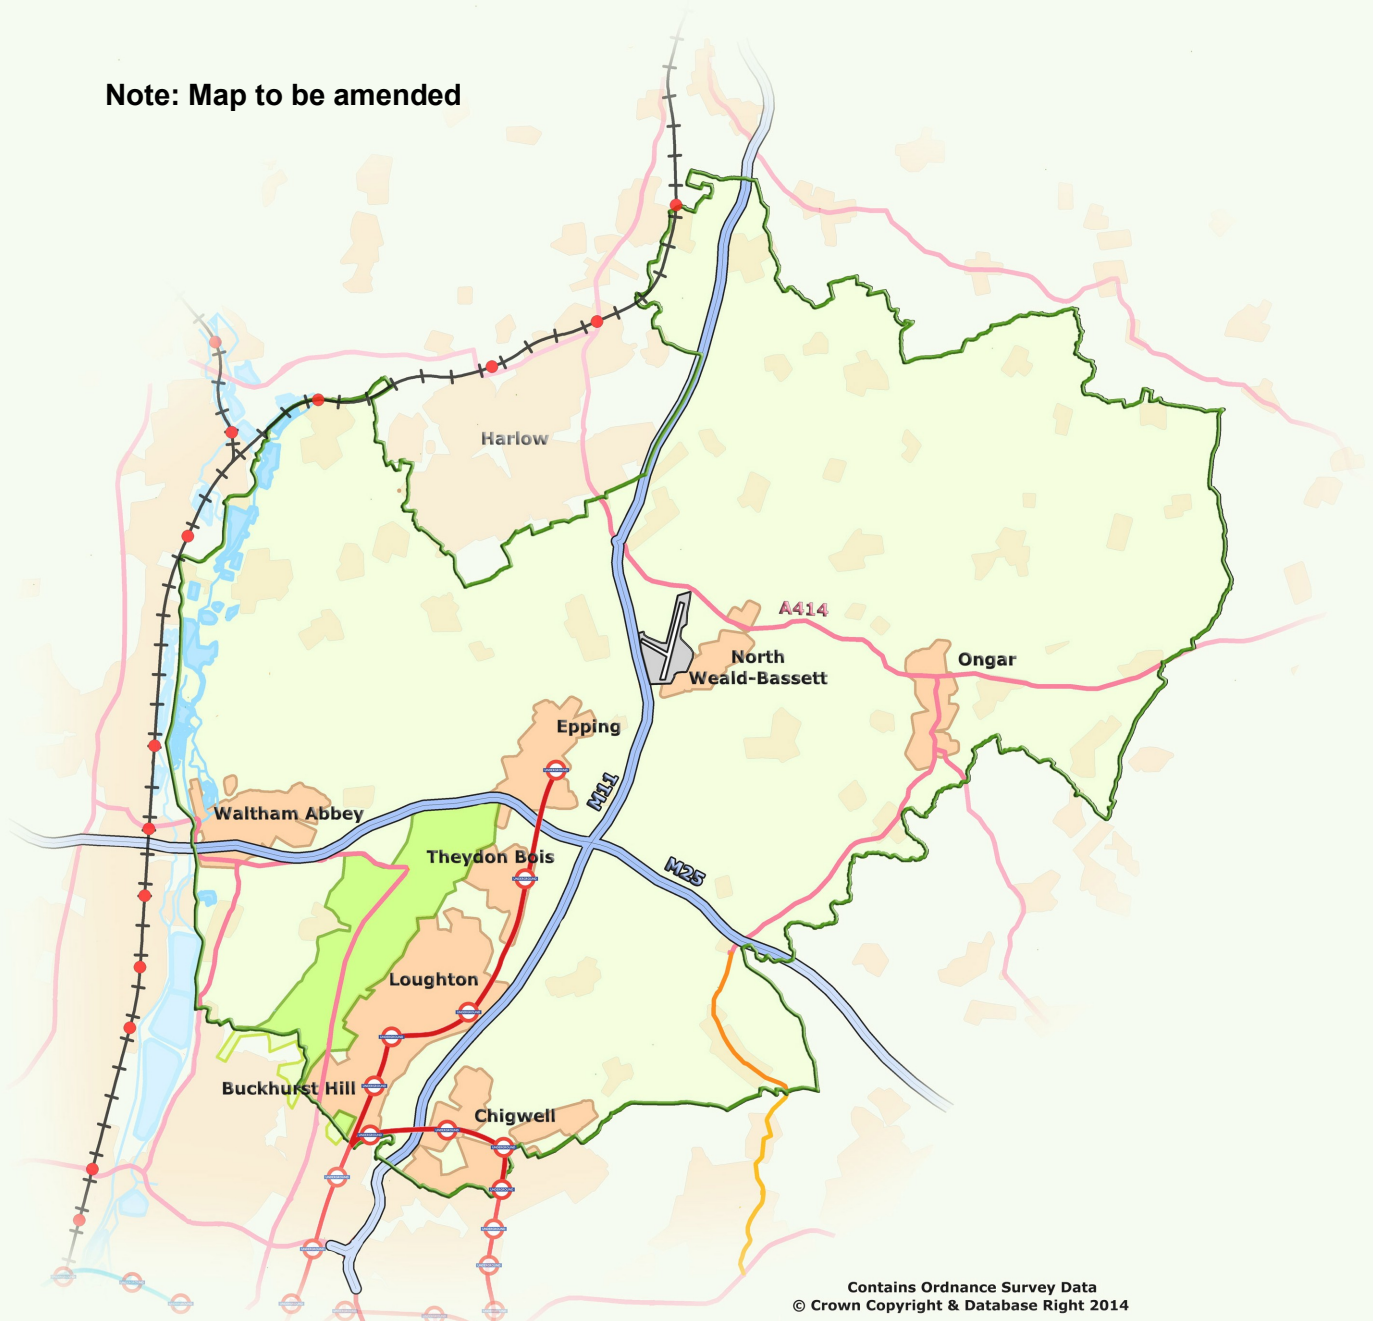 Note: Map to be amended
Harlow
A414
North
Weald-Bassett
Ongar
Epping
M11
Waltham Abbey
Theydon Bois
M25
Loughton
Buckhurst Hill
Chigwell
Contains Ordnance Survey Data
© Crown Copyright & Database Right 2014